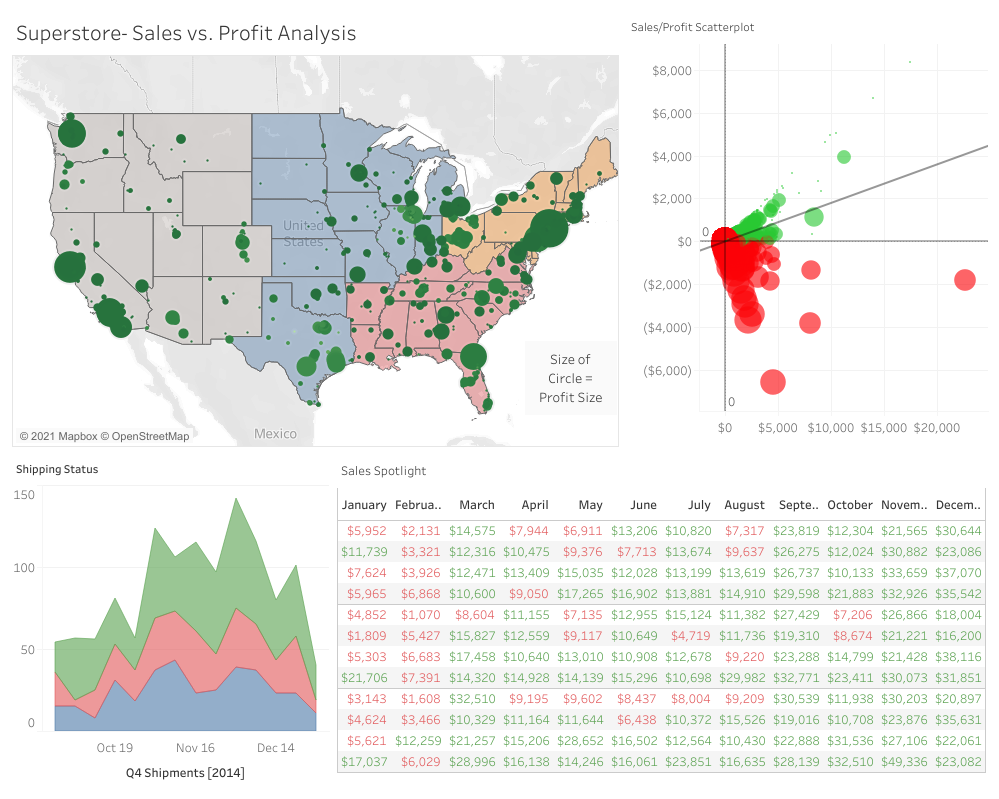 Superstore- Sales vs. Profit Analysis
United
States
Mexico
Size of
Circle =
Profit Size
© 2021 Mapbox © OpenStreetMap
Sales/Profit Scatterplot
$8,000
$6,000
$4,000
$2,000
0
$0
($2,000)
($4,000)
($6,000)
0
$0 $5,000 $10,000 $15,000 $20,000
Shipping Status
150
100
50
0
Oct 19 Nov 16 Dec 14
Q4 Shipments [2014]
Sales Spotlight
January Februa.. March April May June July August Septe.. October Novem.. Decem..
$5,952 $2,131 $14,575 $7,944 $6,911 $13,206 $10,820 $7,317 $23,819 $12,304 $21,565 $30,644
$11,739 $3,321 $12,316 $10,475 $9,376 $7,713 $13,674 $9,637 $26,275 $12,024 $30,882 $23,086
$7,624 $3,926 $12,471 $13,409 $15,035 $12,028 $13,199 $13,619 $26,737 $10,133 $33,659 $37,070
$5,965 $6,868 $10,600 $9,050 $17,265 $16,902 $13,881 $14,910 $29,598 $21,883 $32,926 $35,542
$4,852 $1,070 $8,604 $11,155 $7,135 $12,955 $15,124 $11,382 $27,429 $7,206 $26,866 $18,004
$1,809 $5,427 $15,827 $12,559 $9,117 $10,649 $4,719 $11,736 $19,310 $8,674 $21,221 $16,200
$5,303 $6,683 $17,458 $10,640 $13,010 $10,908 $12,678 $9,220 $23,288 $14,799 $21,428 $38,116
$21,706 $7,391 $14,320 $14,928 $14,139 $15,296 $10,698 $29,982 $32,771 $23,411 $30,073 $31,851
$3,143 $1,608 $32,510 $9,195 $9,602 $8,437 $8,004 $9,209 $30,539 $11,938 $30,203 $20,897
$4,624 $3,466 $10,329 $11,164 $11,644 $6,438 $10,372 $15,526 $19,016 $10,708 $23,876 $35,631
$5,621 $12,259 $21,257 $15,206 $28,652 $16,502 $12,564 $10,430 $22,888 $31,536 $27,106 $22,061
$17,037 $6,029 $28,996 $16,138 $14,246 $16,061 $23,851 $16,635 $28,139 $32,510 $49,336 $23,082